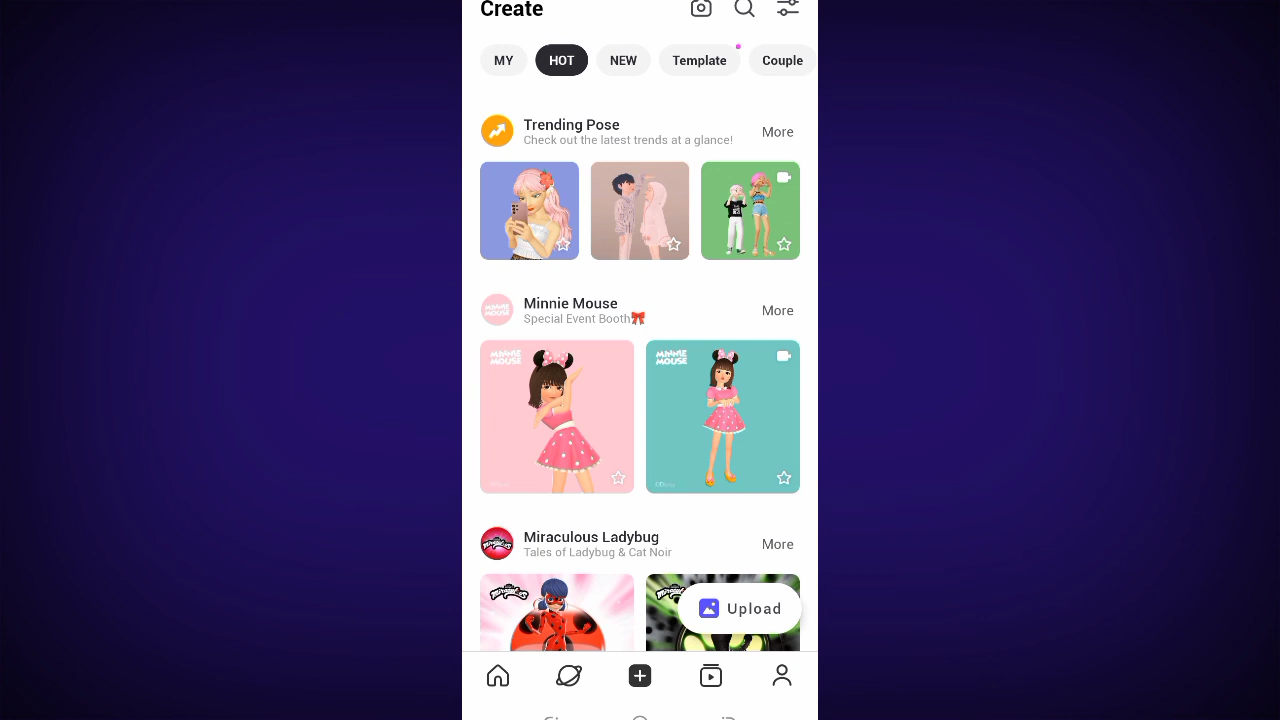 Create
MY HOT NEW Template Couple
Trending Pose
Check out the latest trends at a glance!
More
Minnie Mouse
Special Event Booth🎀
More
MINNIE
MOUSE
MINNIE
MOUSE
Miraculous Ladybug
Tales of Ladybug & Cat Noir
More
Upload